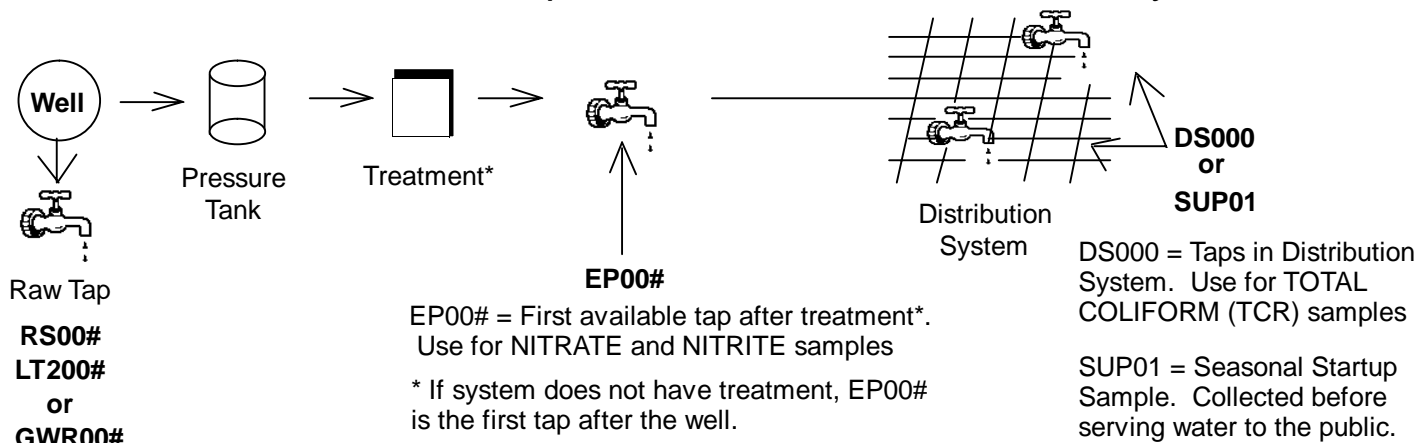 Well
Pressure
Tank
Treatment*
Raw Tap
RS00#
LT200#
or
GWR00#
EP00#
EP00# = First available tap after treatment*.
Use for NITRATE and NITRITE samples
* If system does not have treatment, EP00#
is the first tap after the well.
Distribution
System
DS000
or
SUP01
DS000 = Taps in Distribution
System. Use for TOTAL
COLIFORM (TCR) samples
SUP01 = Seasonal Startup
Sample. Collected before
serving water to the public.